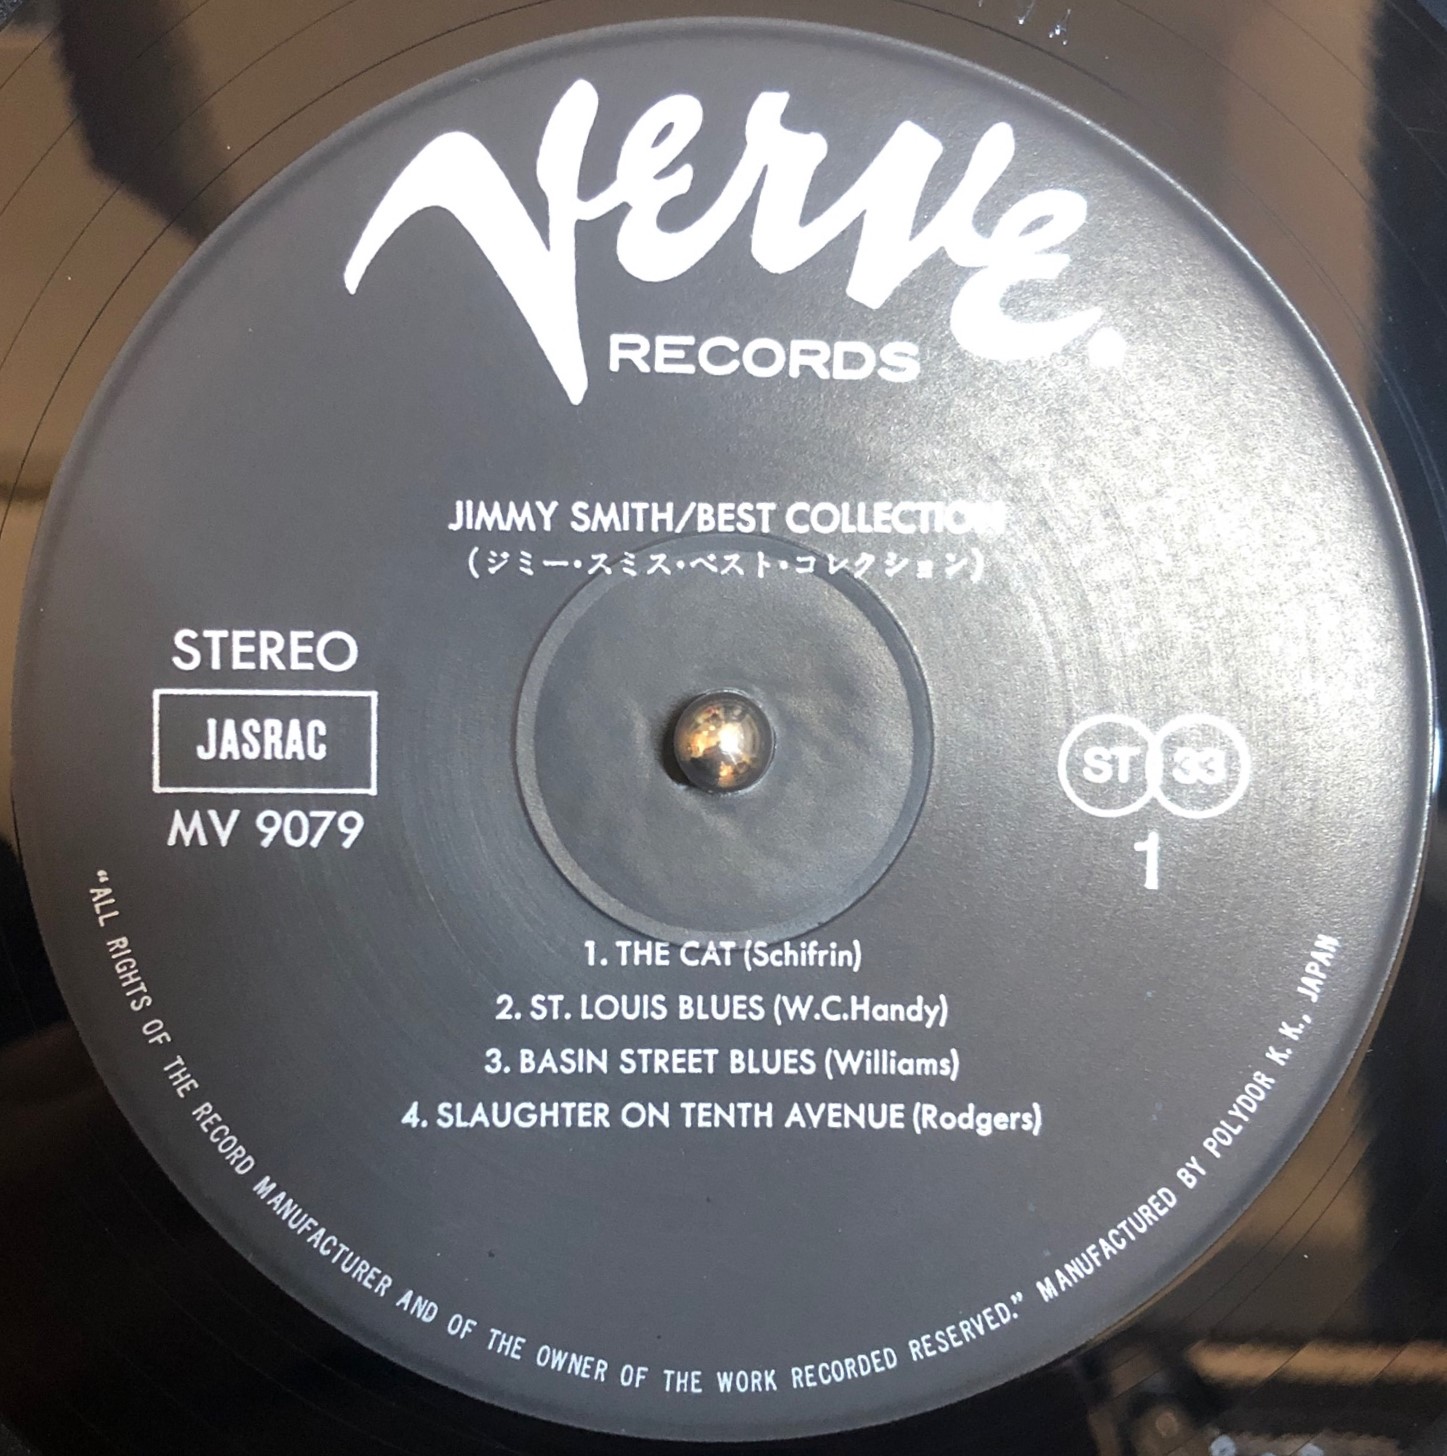 Verve.
RECORDS
JIMMY SMITH/BEST COLLECTION
(ジミー・スミス・ベスト・コレクション)
STEREO
JASRAC
MV 9079
ST 33
1
1. THE CAT (Schifrin)
2. ST. LOUIS BLUES (W.C.Handy)
3. BASIN STREET BLUES (Williams)
4. SLAUGHTER ON TENTH AVENUE (Rodgers)
“ALL RIGHTS OF THE RECORD MANUFACTURER AND OF THE OWNER OF THE WORK RECORDED RESERVED.” MANUFACTURED BY POLYDOR K. K., JAPAN